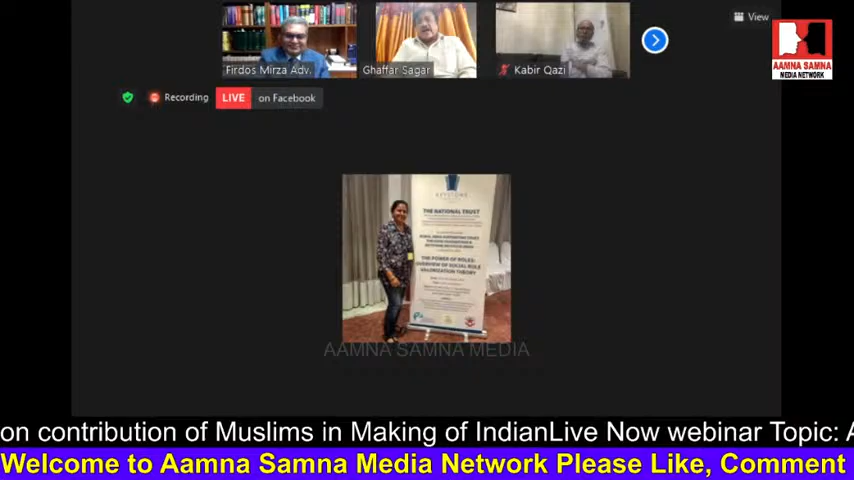 View
AAMNA SAMNA
MEDIA NETWORK
Firdos Mirza Adv.
Ghaffar Sagar
Kabir Qazi
Recording
LIVE on Facebook
KEYSTONE
THE NATIONAL TRUST
THE POWER OF ROLES:
OVERVIEW OF SOCIAL ROLE
VALORIZATION THEORY
AAMNA SAMNA MEDIA
on contribution of Muslims in Making of IndianLive Now webinar Topic: A
Welcome to Aamna Samna Media Network Please Like, Comment